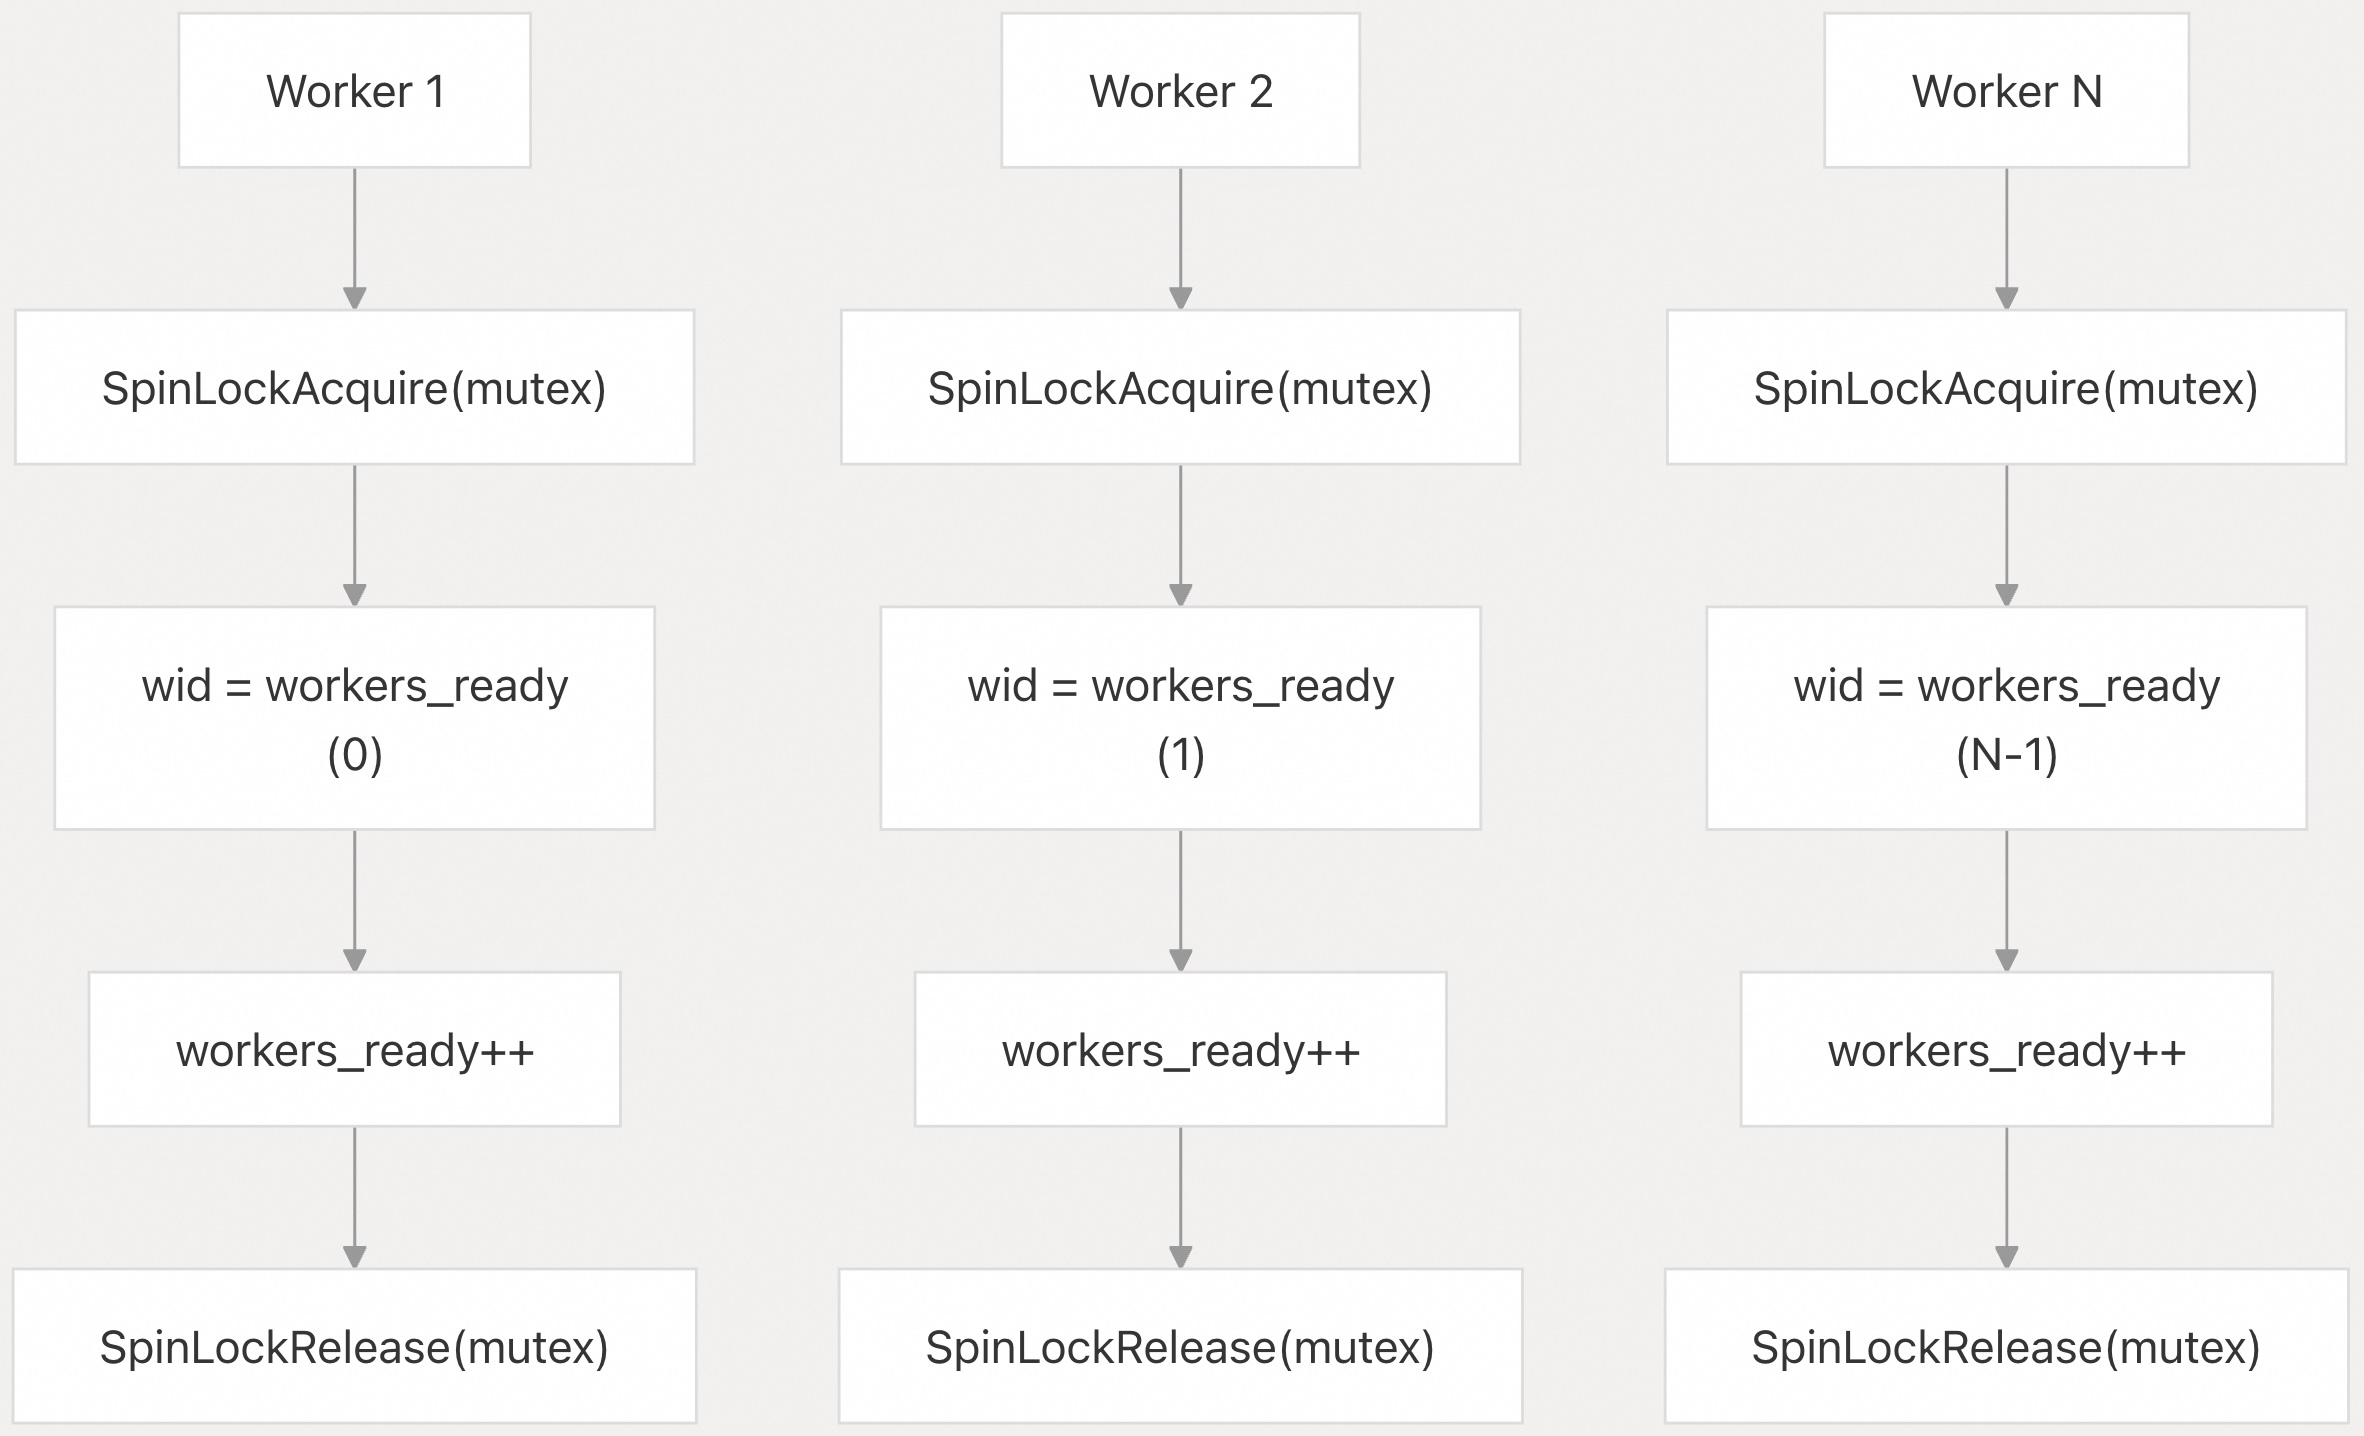 Worker 1
SpinLockAcquire(mutex)
wid = workers_ready
(0)
workers_ready++
SpinLockRelease(mutex)
Worker 2
SpinLockAcquire(mutex)
wid = workers_ready
(1)
workers_ready++
SpinLockRelease(mutex)
Worker N
SpinLockAcquire(mutex)
wid = workers_ready
(N-1)
workers_ready++
SpinLockRelease(mutex)